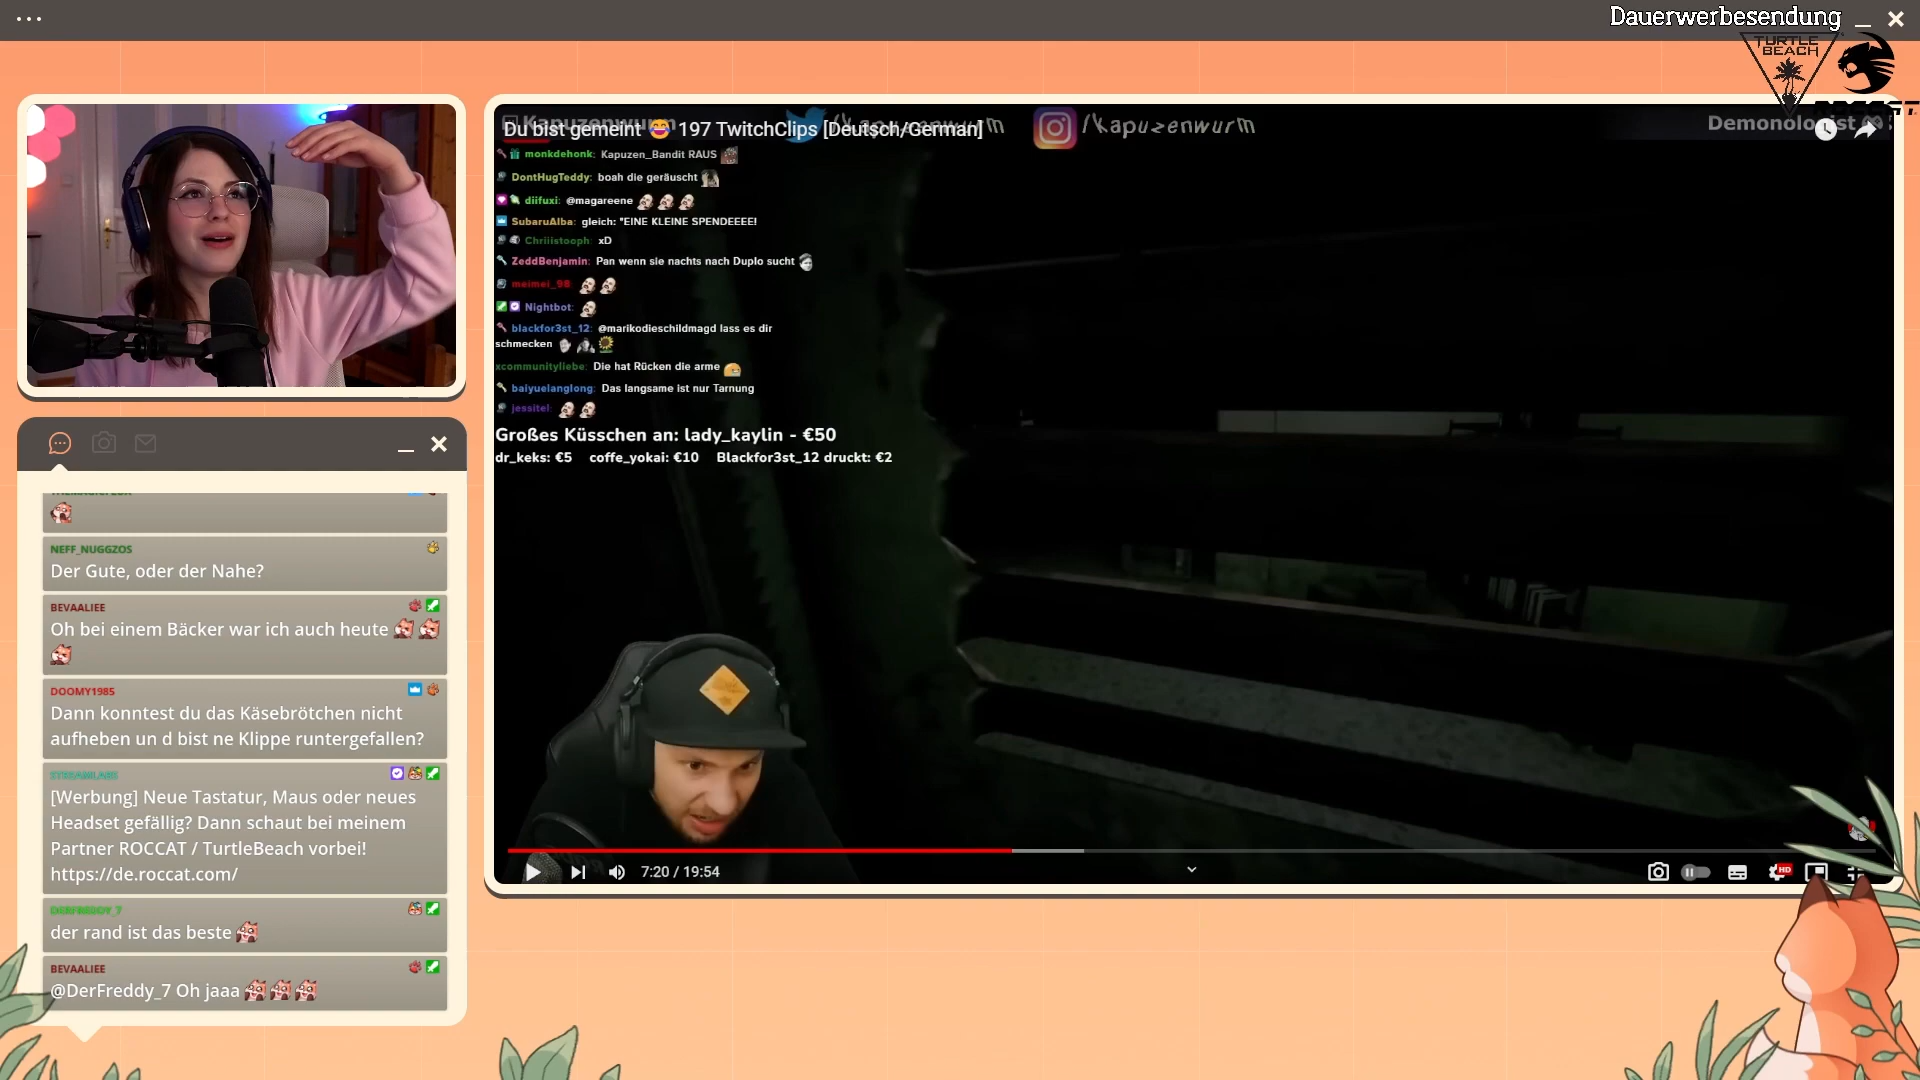 Dauerwerbesendung
TURTLE
BEACH
Du bist gemeint 197 TwitchClips [Deutsch/German]
/kapuzenwurm
Demonologist
monkdehonk: Kapuzen_Bandit RAUS
DontHugTeddy: boah die geräuscht
diifuxi: @magareene
SubaruAlba: gleich: "EINE KLEINE SPENDEEEE!
Chriiistooph: xD
ZeddBenjamin: Pan wenn sie nachts nach Duplo sucht
meimei_98
Nightbot:
blackfor3st_12: @marikodieschildmagd lass es dir
schmecken
xcommunityliebe: Die hat Rücken die arme
baiyuelanglong: Das langsame ist nur Tarnung
jessitel:
Großes Küsschen an: lady_kaylin - €50
dr_keks: €5 coffe_yokai: €10 Blackfor3st_12 druckt: €2
7:20 / 19:54
HD
NEFF_NUGGZOS
Der Gute, oder der Nahe?
BEVAALIEE
Oh bei einem Bäcker war ich auch heute
DOOMY1985
Dann konntest du das Käsebrötchen nicht
aufheben un d bist ne Klippe runtergefallen?
STREAMLABS
[Werbung] Neue Tastatur, Maus oder neues
Headset gefällig? Dann schaut bei meinem
Partner ROCCAT / TurtleBeach vorbei!
https://de.roccat.com/
DERFREDDY_7
der rand ist das beste
BEVAALIEE
@DerFreddy_7 Oh jaaa